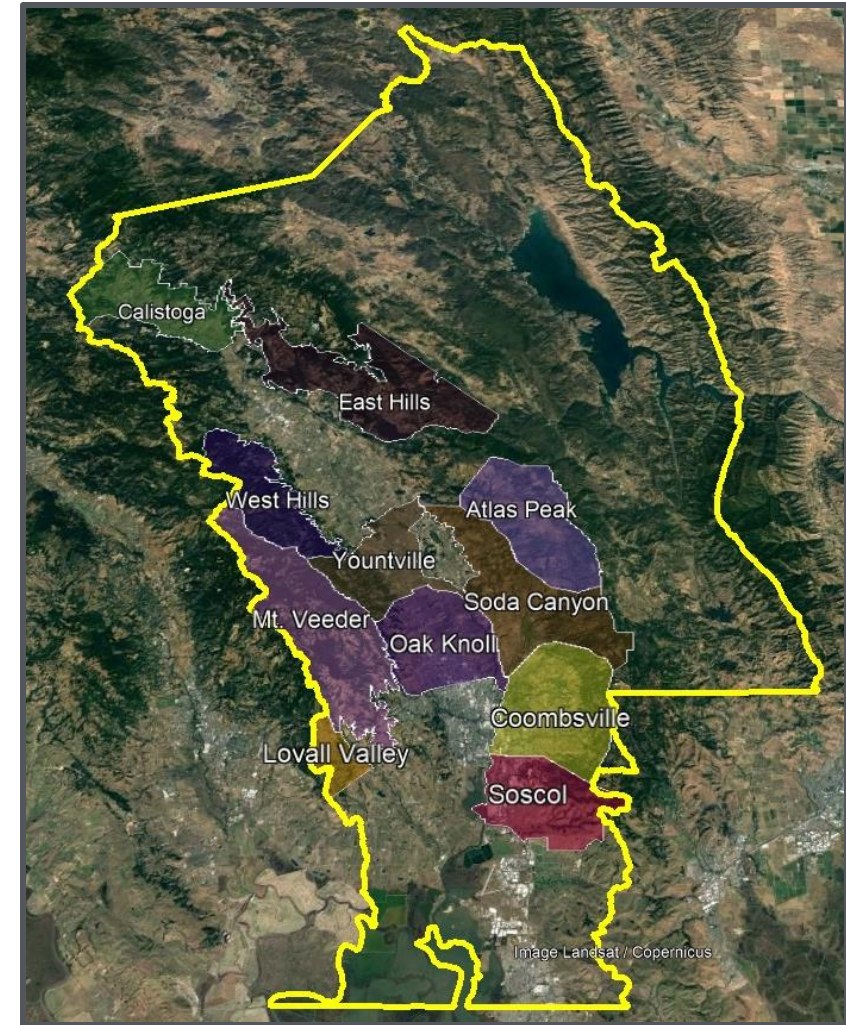 Calistoga
East Hills
West Hills
Atlas Peak
Yountville
Soda Canyon
Mt. Veeder
Oak Knoll
Coombsville
Lovall Valley
Soscol
Image Landsat / Copernicus